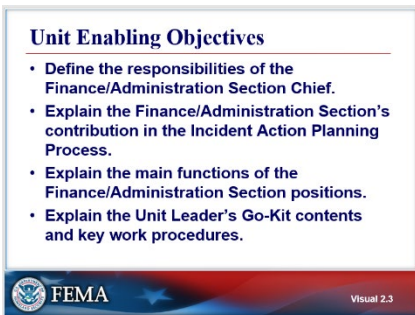 Unit Enabling Objectives
• Define the responsibilities of the
Finance/Administration Section Chief.
• Explain the Finance/Administration Section's
contribution in the Incident Action Planning
Process.
• Explain the main functions of the
Finance/Administration Section positions.
• Explain the Unit Leader's Go-Kit contents
and key work procedures.
FEMA
Visual 2.3